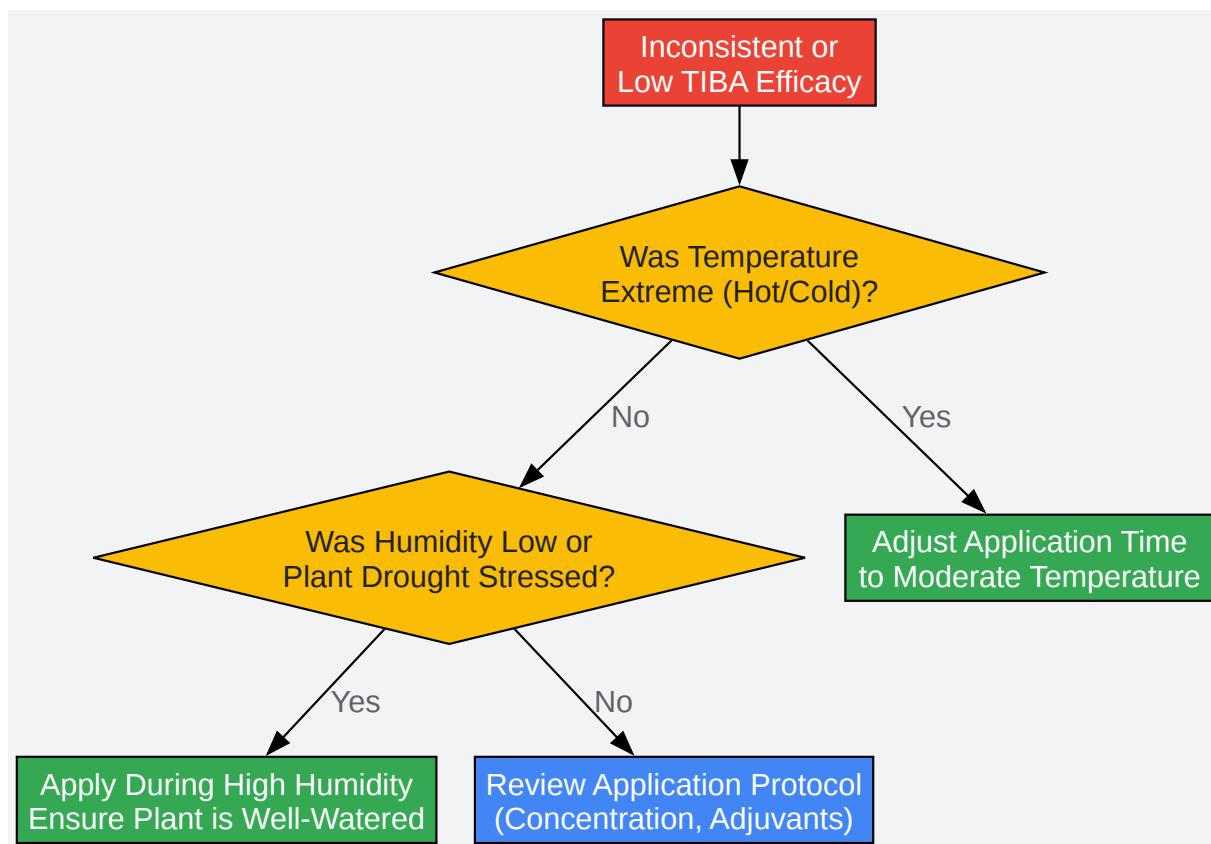 Inconsistent or
Low TIBA Efficacy
Was Temperature
Extreme (Hot/Cold)?
No
Yes
Was Humidity Low or
Plant Drought Stressed?
Adjust Application Time
to Moderate Temperature
Yes
No
Apply During High Humidity
Ensure Plant is Well-Watered
Review Application Protocol
(Concentration, Adjuvants)